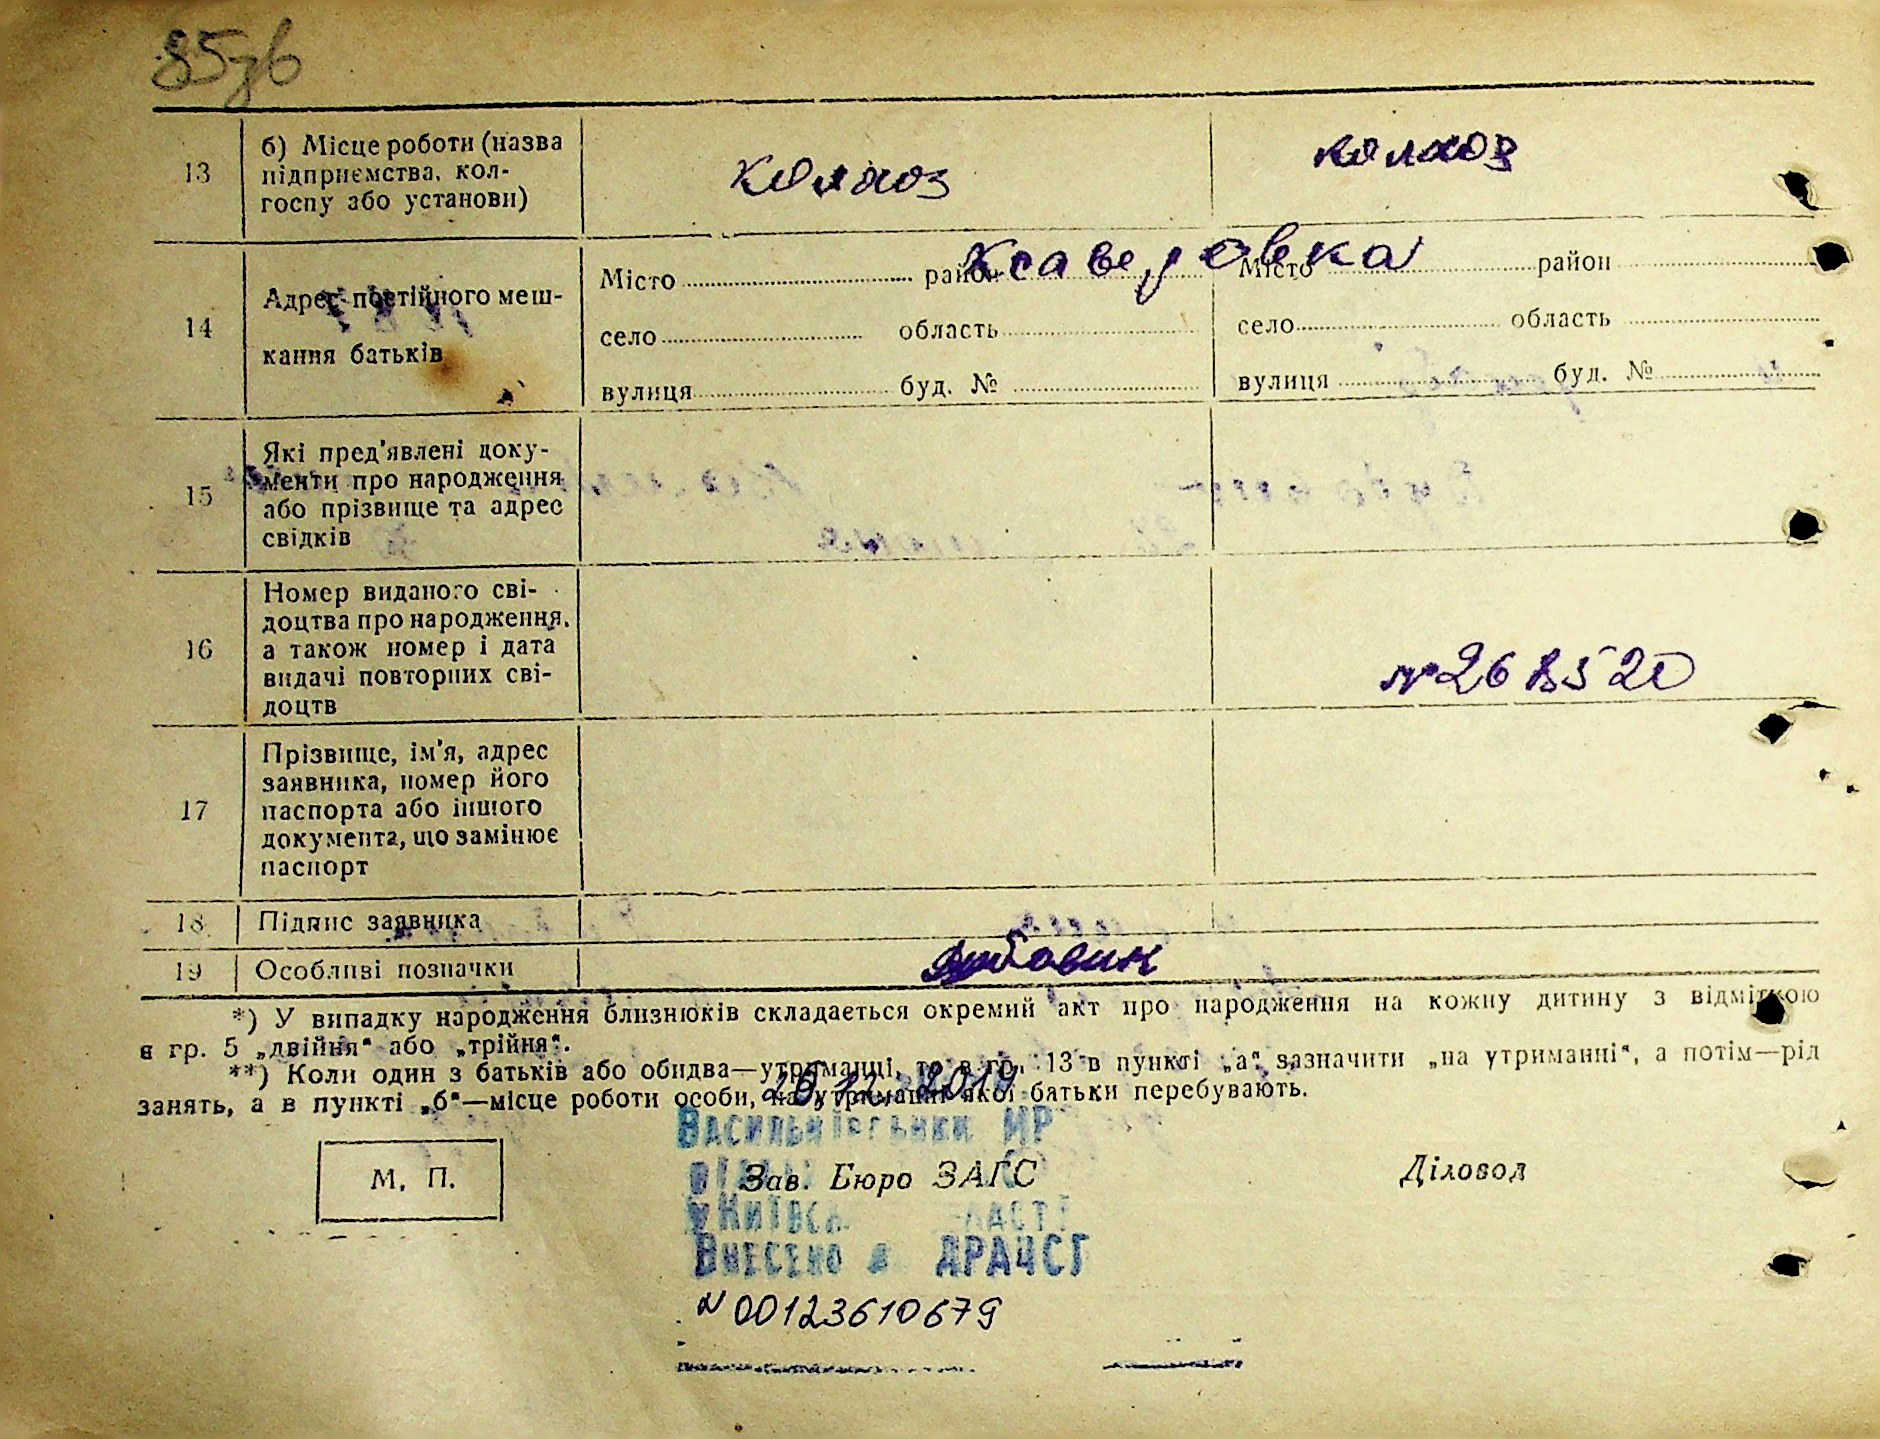 85
13
б) Місце роботи (назва
підприємства, кол-
госпу або установи)
колхоз
колхоз
14
Адрес постійного меш-
кання батьків
Ксаверовка
Місто район
село область
вулиця буд. №
Місто район
село область
вулиця буд. №
15
Які пред'явлені доку-
менти про народження
або прізвище та адрес
свідків
16
Номер виданого сві-
доцтва про народження,
а також номер і дата
видачі повторних сві-
доцтв
17
Прізвище, ім'я, адрес
заявника, номер його
паспорта або іншого
документа, що замінює
паспорт
18
Підпис заявника
19
Особливі позначки
*) У випадку народження близнюків складається окремий акт про народження на кожну дитину з відміткою
в гр. 5 „двійня“ або „трійня“.
**) Коли один з батьків або обидва—утриманці, то в гр. 13 в пункті „а“ зазначити „на утриманні“, а потім—рід
занять, а в пункті „б“—місце роботи особи, на утриманні якої батьки перебувають.
2019
М. П.
МР
Зав. Бюро ЗАГС
Діловод
Внесено в ДРАЦСГ
N 00123610679